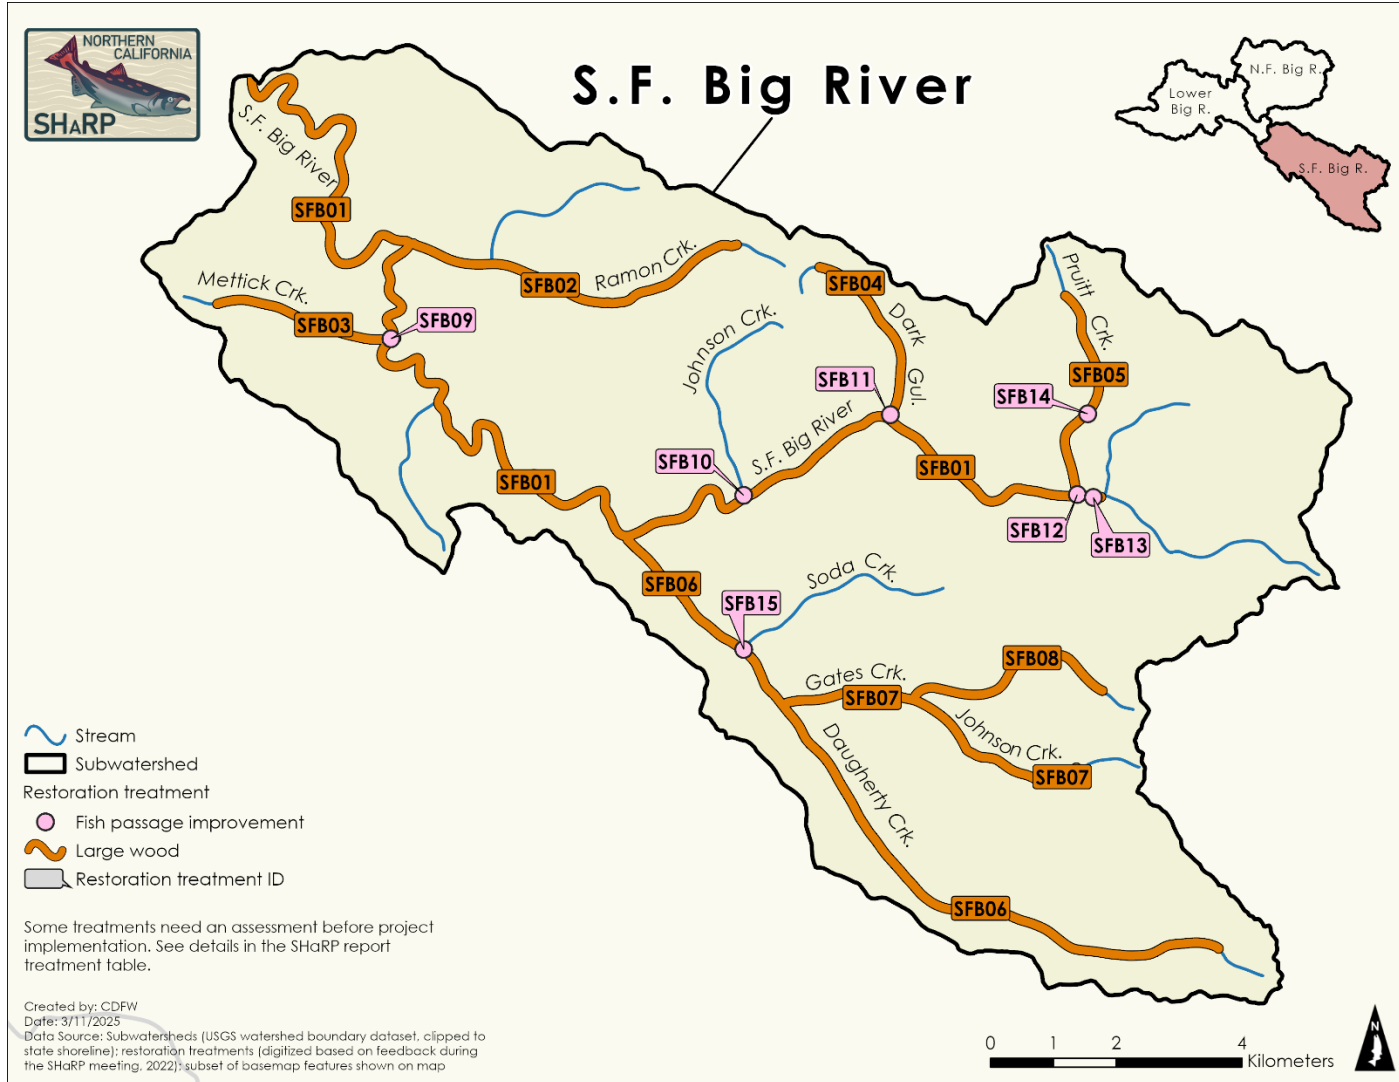 NORTHERN
CALIFORNIA
SHaRP
S.F. Big River
N.F. Big R.
Lower
Big R.
S.F. Big R.
S.F. Big River
SFB01
Mettick Crk.
SFB03
SFB09
SFB02
Ramon Crk.
SFB04
Dark
Gul.
Pruitt
Crk.
SFB05
SFB14
Johnson Crk.
SFB11
S.F. Big River
SFB10
SFB01
SFB01
SFB12
SFB13
SFB06
Soda Crk.
SFB15
Gates Crk.
SFB07
SFB08
Johnson Crk.
SFB07
Daugherty Crk.
SFB06
Stream
Subwatershed
Restoration treatment
Fish passage improvement
Large wood
Restoration treatment ID
Some treatments need an assessment before project
implementation. See details in the SHaRP report
treatment table.
Created by: CDFW
Date: 3/11/2025
Data Source: Subwatersheds (USGS watershed boundary dataset, clipped to
state shoreline); restoration treatments (digitized based on feedback during
the SHaRP meeting, 2022); subset of basemap features shown on map
0 1 2 4
Kilometers
N